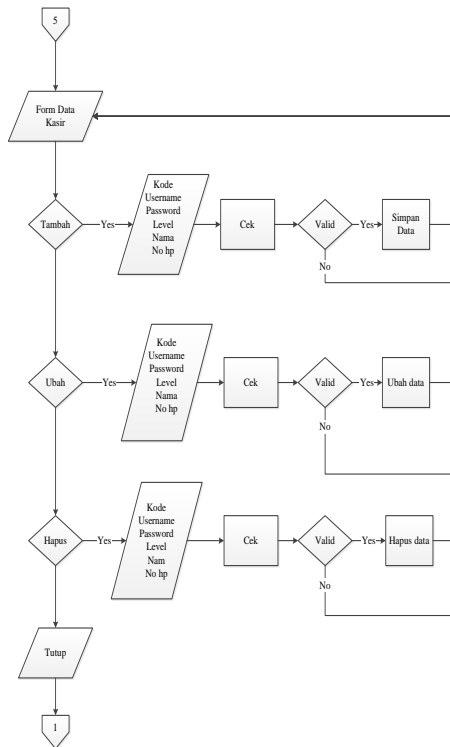 5
Form Data
Kasir
Tambah
Yes
Kode
Username
Password
Level
Nama
No hp
Cek
Valid
Yes
Simpan
Data
No
Ubah
Yes
Kode
Username
Password
Level
Nama
No hp
Cek
Valid
Yes
Ubah data
No
Hapus
Yes
Kode
Username
Password
Level
Nam
No hp
Cek
Valid
Yes
Hapus data
No
Tutup
1